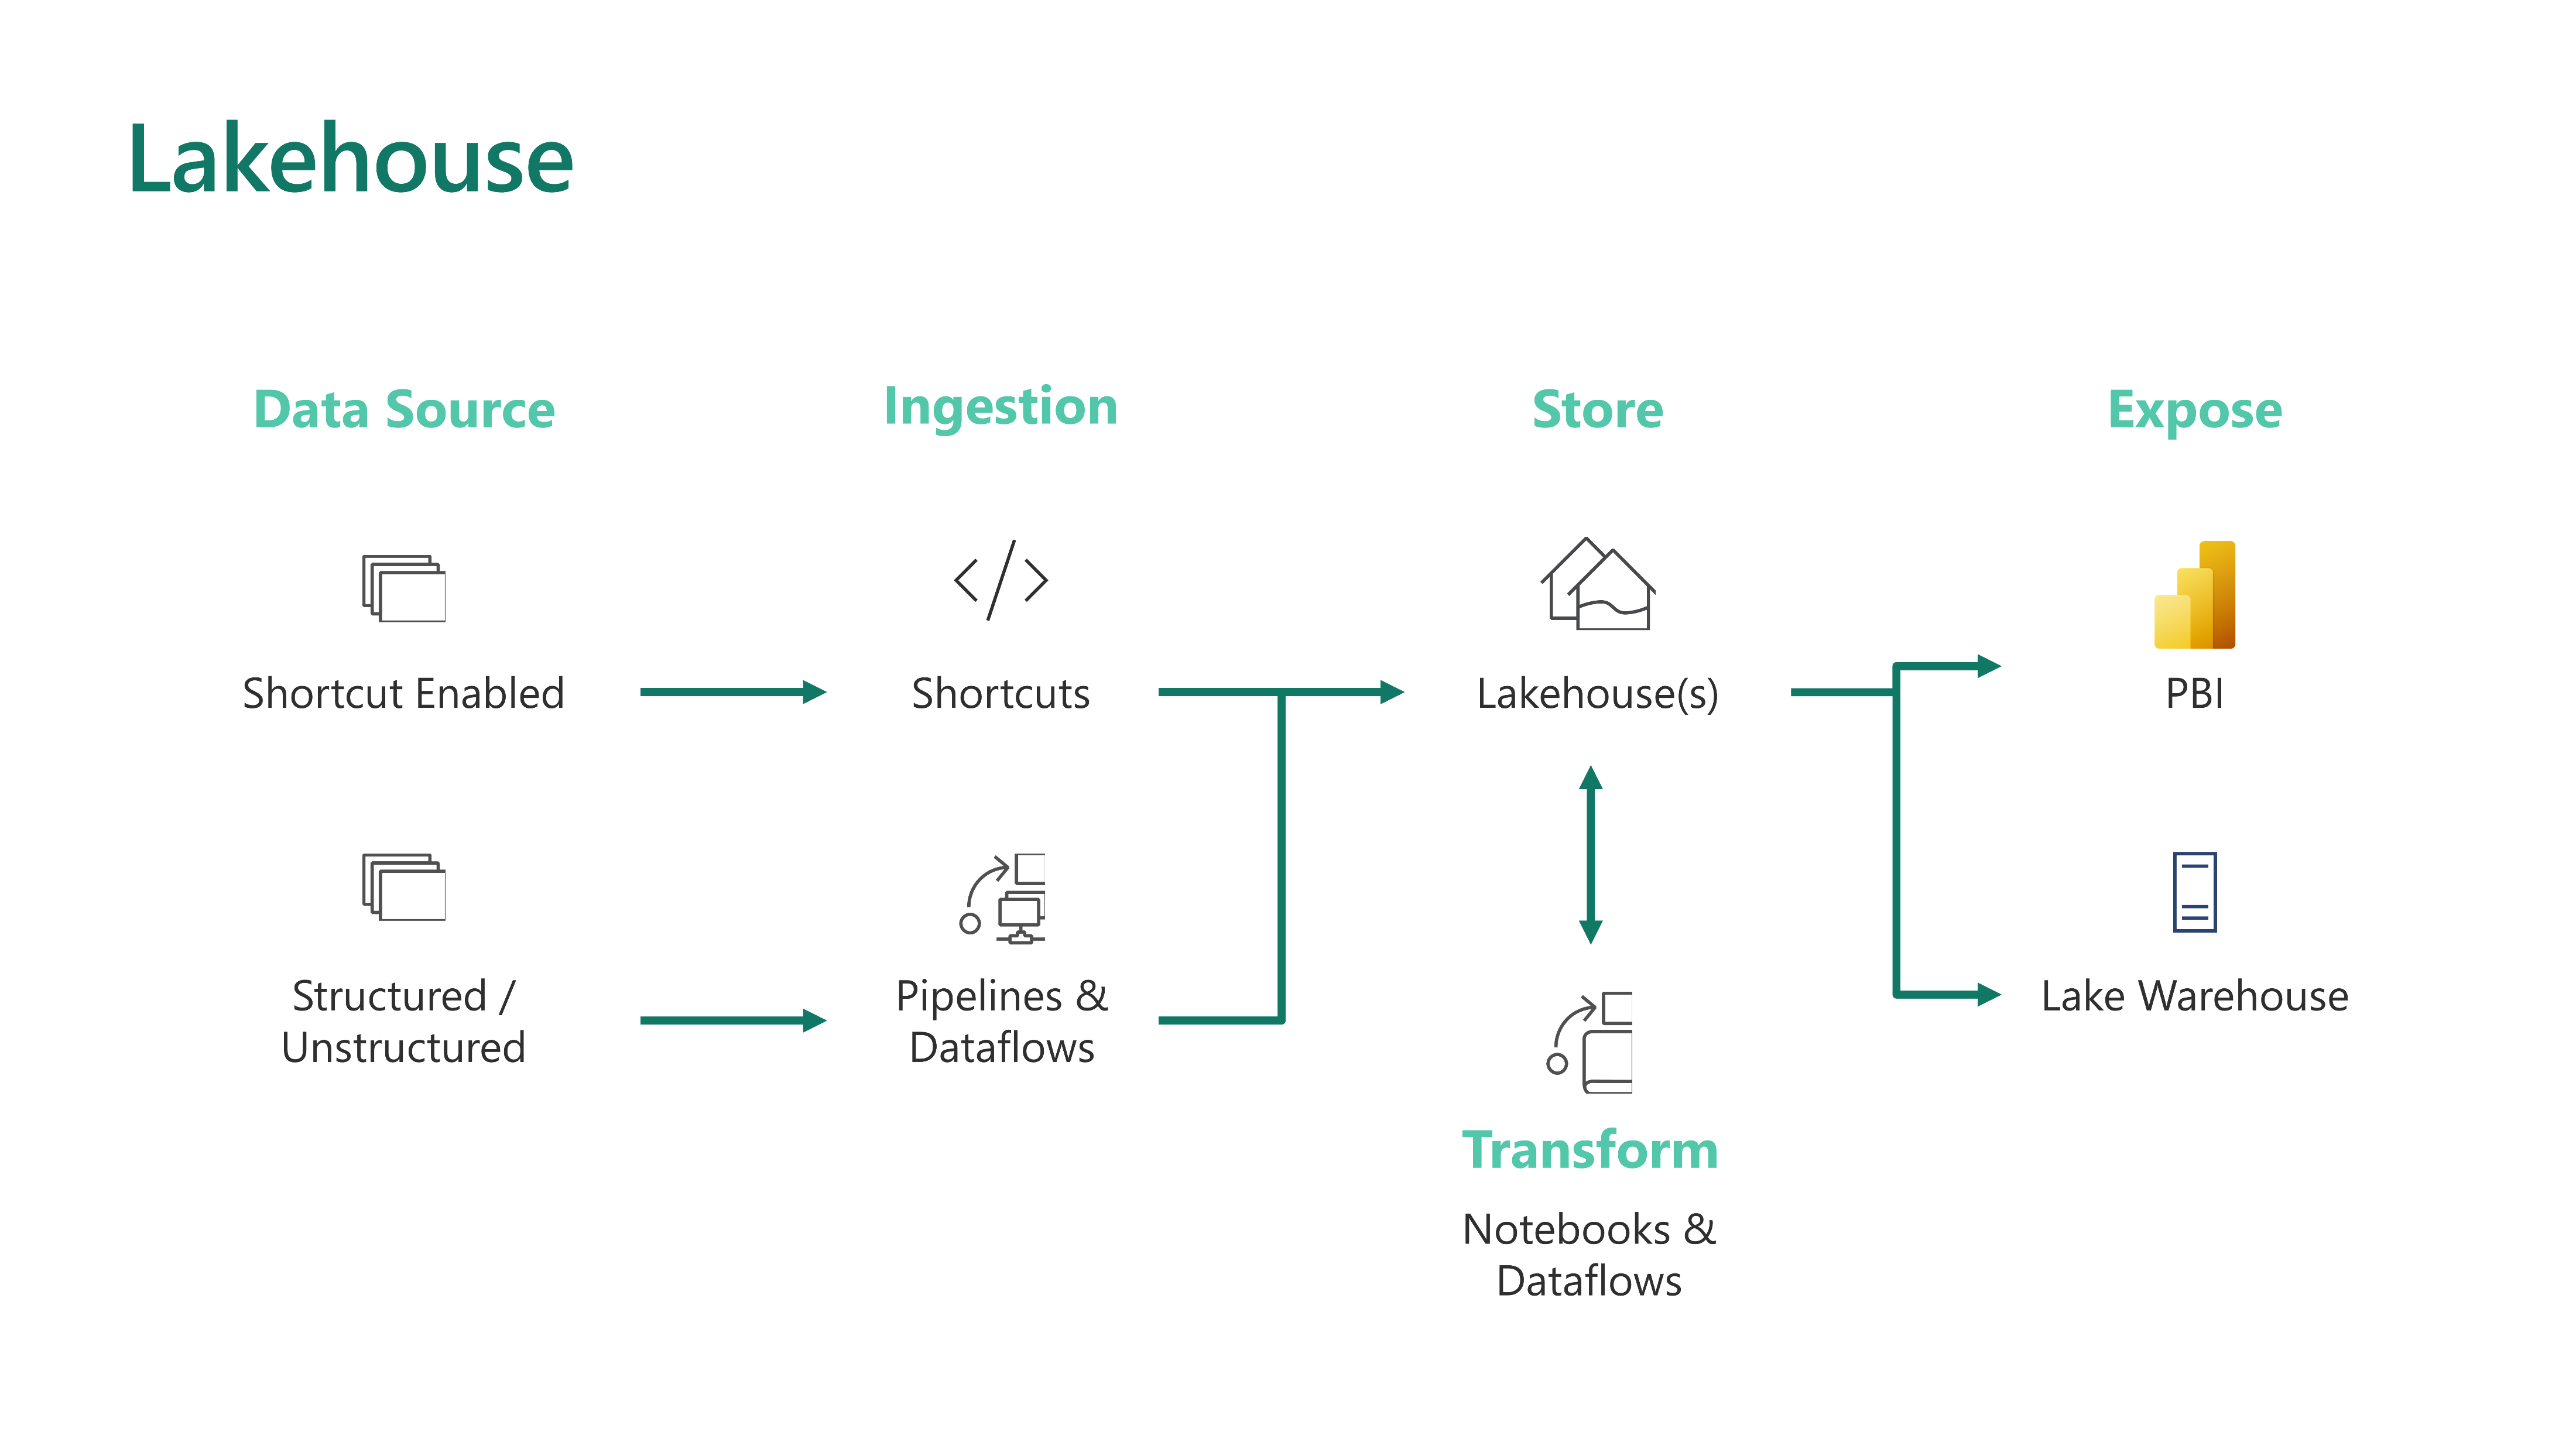 Lakehouse
Data Source
Ingestion
Store
Expose
Shortcut Enabled
Shortcuts
Lakehouse(s)
PBI
Structured /
Unstructured
Pipelines &
Dataflows
Lake Warehouse
Transform
Notebooks &
Dataflows